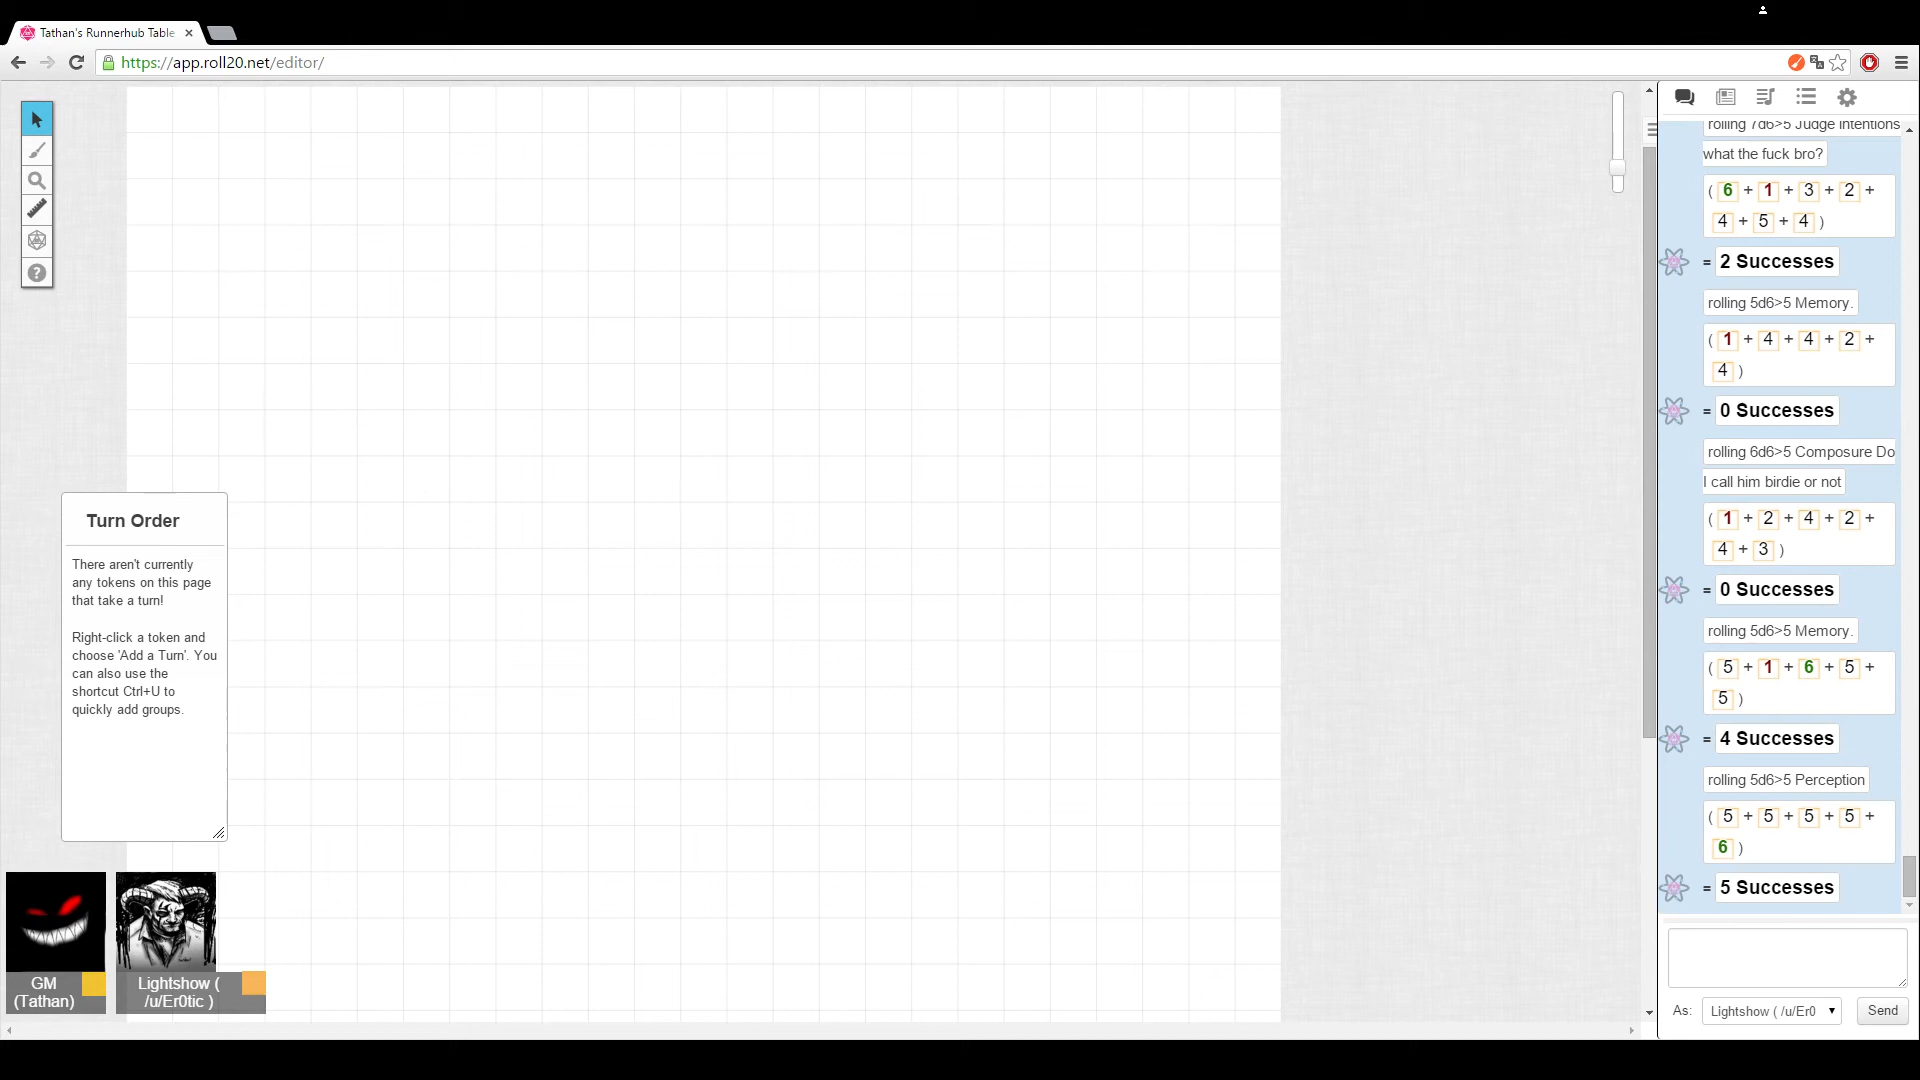 Tathan's Runnerhub Table
https://app.roll20.net/editor/
rolling 7d6>5 Judge intentions
what the fuck bro?
( 6 + 1 + 3 + 2 +
4 + 5 + 4 )
= 2 Successes
rolling 5d6>5 Memory.
( 1 + 4 + 4 + 2 +
4 )
= 0 Successes
rolling 6d6>5 Composure Do
I call him birdie or not
( 1 + 2 + 4 + 2 +
4 + 3 )
= 0 Successes
rolling 5d6>5 Memory.
( 5 + 1 + 6 + 5 +
5 )
= 4 Successes
rolling 5d6>5 Perception
( 5 + 5 + 5 + 5 +
6 )
= 5 Successes
As: Lightshow ( /u/Er0 Send
Turn Order
There aren't currently
any tokens on this page
that take a turn!
Right-click a token and
choose 'Add a Turn'. You
can also use the
shortcut Ctrl+U to
quickly add groups.
GM
(Tathan)
Lightshow (
/u/Er0tic )